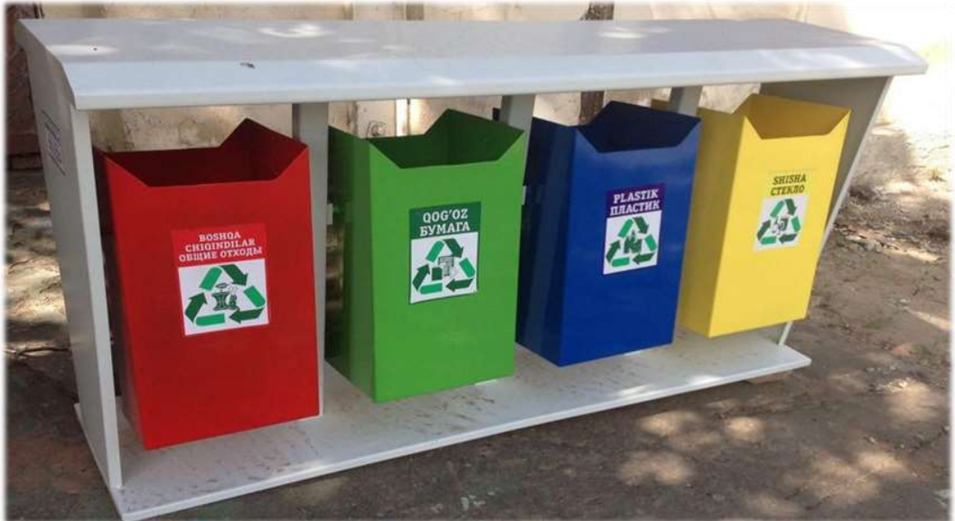 BOSHQA
CHIQINDILAR
ОБЩИЕ ОТХОДЫ
QOG'OZ
БУМАГА
PLASTIK
ПЛАСТИК
SHISHA
СТЕКЛО